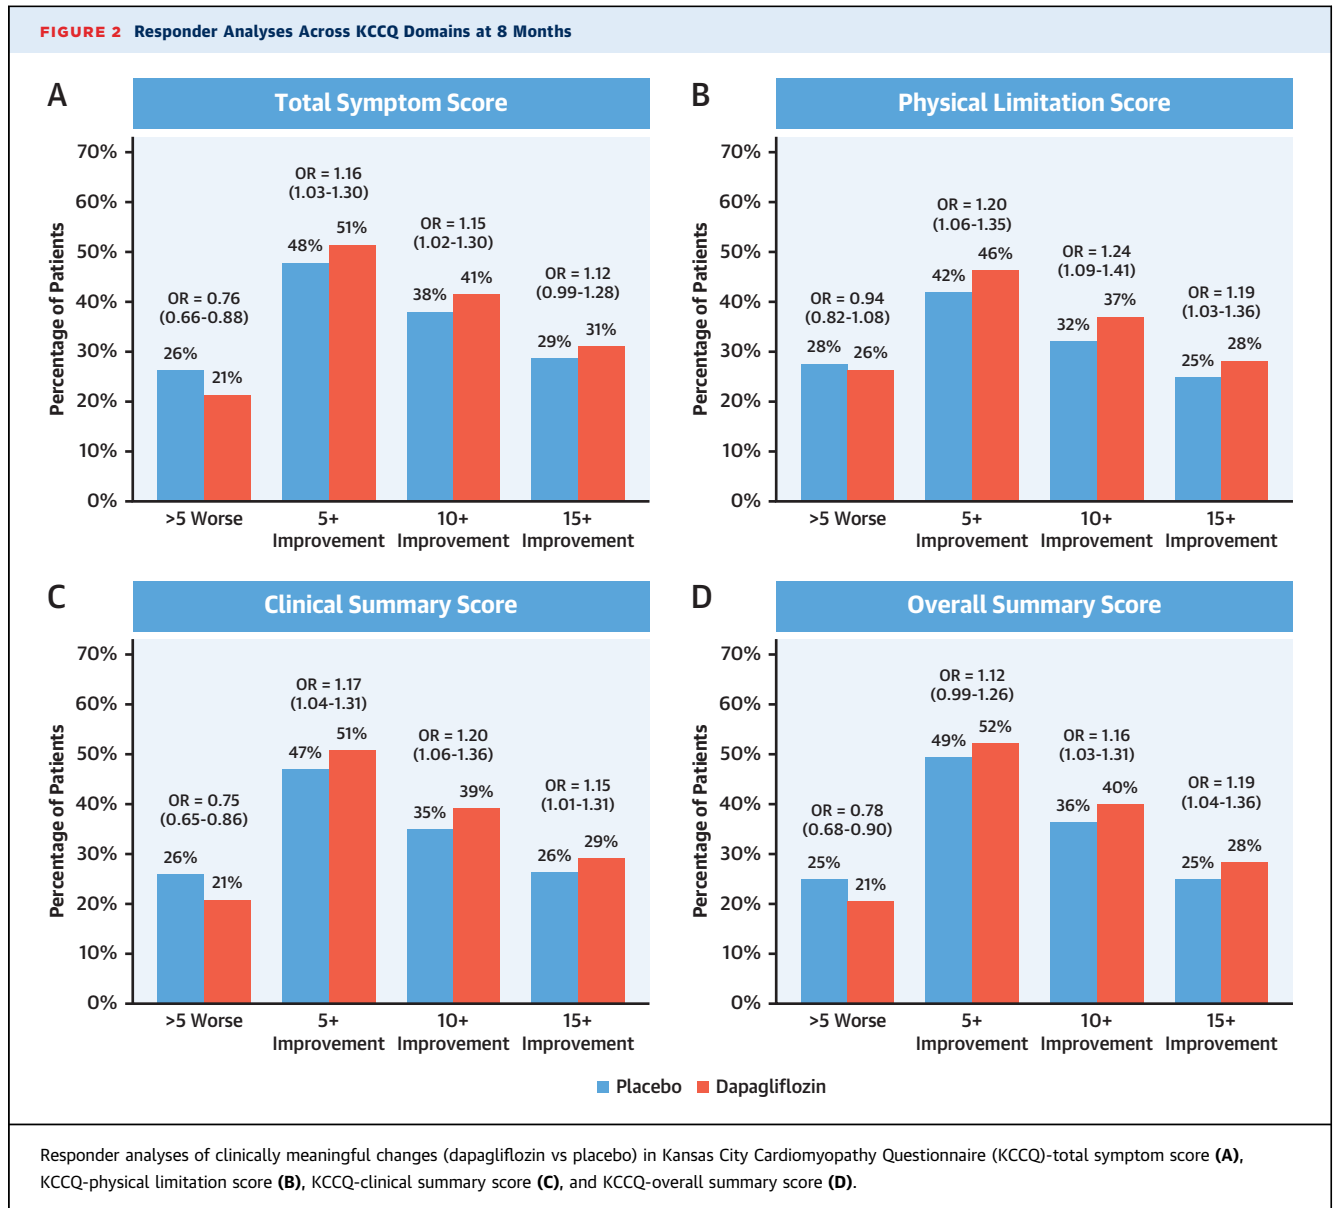 FIGURE 2 Responder Analyses Across KCCQ Domains at 8 Months
A
Total Symptom Score
Percentage of Patients
70%
60%
50%
40%
30%
20%
10%
0%
OR = 0.76
(0.66-0.88)
26%
21%
OR = 1.16
(1.03-1.30)
48%
51%
OR = 1.15
(1.02-1.30)
38%
41%
OR = 1.12
(0.99-1.28)
29%
31%
>5 Worse
5+
Improvement
10+
Improvement
15+
Improvement
B
Physical Limitation Score
Percentage of Patients
70%
60%
50%
40%
30%
20%
10%
0%
OR = 0.94
(0.82-1.08)
28%
26%
OR = 1.20
(1.06-1.35)
42%
46%
OR = 1.24
(1.09-1.41)
32%
37%
OR = 1.19
(1.03-1.36)
25%
28%
>5 Worse
5+
Improvement
10+
Improvement
15+
Improvement
C
Clinical Summary Score
Percentage of Patients
70%
60%
50%
40%
30%
20%
10%
0%
OR = 0.75
(0.65-0.86)
26%
21%
OR = 1.17
(1.04-1.31)
47%
51%
OR = 1.20
(1.06-1.36)
35%
39%
OR = 1.15
(1.01-1.31)
26%
29%
>5 Worse
5+
Improvement
10+
Improvement
15+
Improvement
D
Overall Summary Score
Percentage of Patients
70%
60%
50%
40%
30%
20%
10%
0%
OR = 0.78
(0.68-0.90)
25%
21%
OR = 1.12
(0.99-1.26)
49%
52%
OR = 1.16
(1.03-1.31)
36%
40%
OR = 1.19
(1.04-1.36)
25%
28%
>5 Worse
5+
Improvement
10+
Improvement
15+
Improvement
Placebo Dapagliflozin
Responder analyses of clinically meaningful changes (dapagliflozin vs placebo) in Kansas City Cardiomyopathy Questionnaire (KCCQ)-total symptom score (A),
KCCQ-physical limitation score (B), KCCQ-clinical summary score (C), and KCCQ-overall summary score (D).